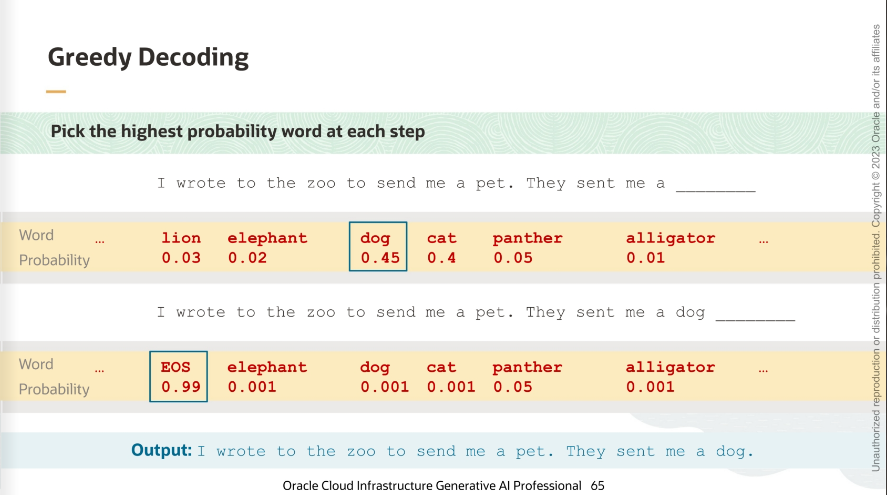 Greedy Decoding
Pick the highest probability word at each step
I wrote to the zoo to send me a pet. They sent me a ________
Word ... lion elephant dog cat panther alligator ...
Probability 0.03 0.02 0.45 0.4 0.05 0.01
I wrote to the zoo to send me a pet. They sent me a dog ________
Word ... EOS elephant dog cat panther alligator ...
Probability 0.99 0.001 0.001 0.001 0.05 0.001
Output: I wrote to the zoo to send me a pet. They sent me a dog.
Oracle Cloud Infrastructure Generative AI Professional 65
Unauthorized reproduction or distribution prohibited. Copyright © 2023 Oracle and/or its affiliates